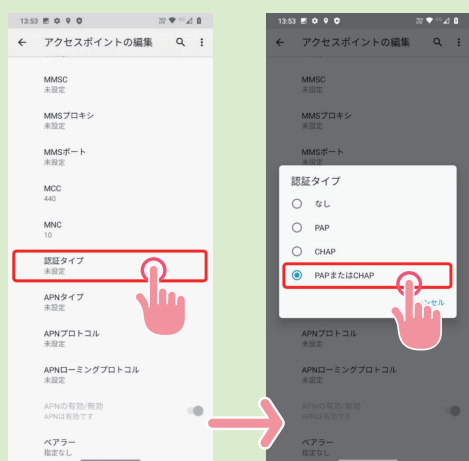 13:53
アクセスポイントの編集
MMSC
未設定
MMSプロキシ
未設定
MMSポート
未設定
MCC
440
MNC
10
認証タイプ
未設定
APNタイプ
未設定
APNプロトコル
未設定
APNローミングプロトコル
未設定
APNの有効/無効
APNは有効です
ベアラー
指定なし
13:53
アクセスポイントの編集
MMSC
未設定
MMSプロキシ
未設定
MMSポート
未設定
認証タイプ
なし
PAP
CHAP
PAPまたはCHAP
ンセル
APNプロトコル
未設定
APNローミングプロトコル
未設定
APNの有効/無効
APNは有効です
ベアラー
指定なし